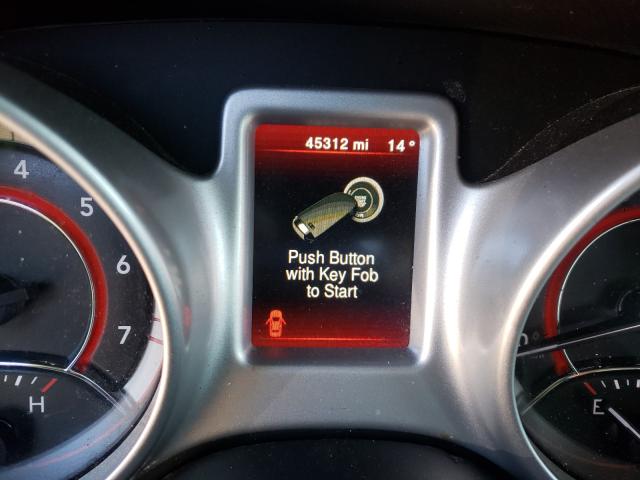 45312 mi 14°
Push Button
with Key Fob
to Start
4
5
6
7
H
E